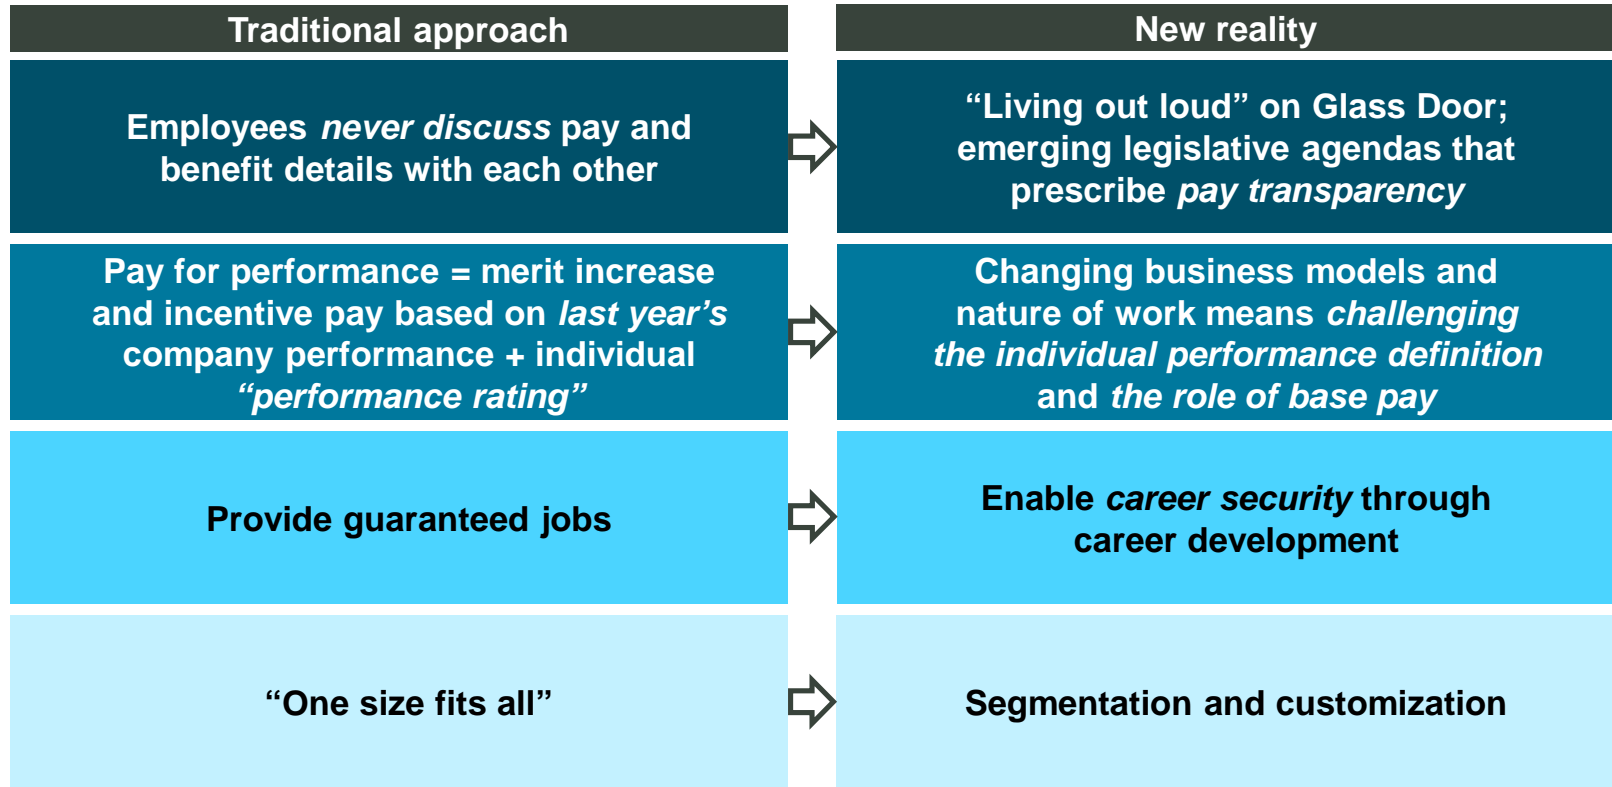 Traditional approach
New reality
Employees never discuss pay and
benefit details with each other
“Living out loud” on Glass Door;
emerging legislative agendas that
prescribe pay transparency
Pay for performance = merit increase
and incentive pay based on last year’s
company performance + individual
“performance rating”
Changing business models and
nature of work means challenging
the individual performance definition
and the role of base pay
Provide guaranteed jobs
Enable career security through
career development
“One size fits all”
Segmentation and customization